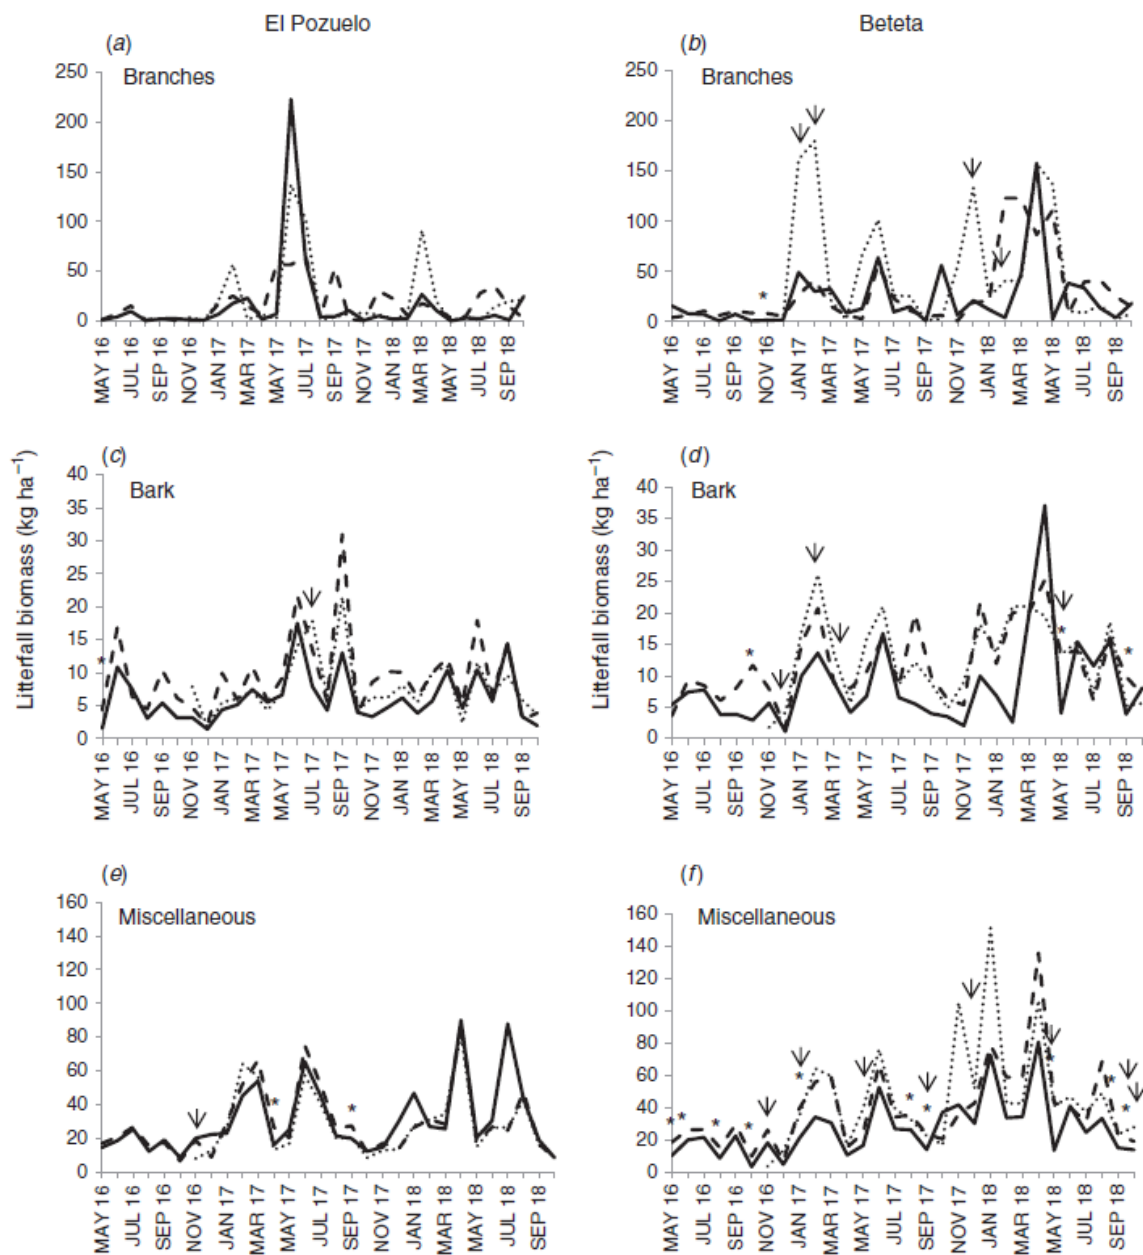 El Pozuelo
Beteta
(a)
Branches
250
200
150
100
50
0
MAY 16
JUL 16
SEP 16
NOV 16
JAN 17
MAR 17
MAY 17
JUL 17
SEP 17
NOV 17
JAN 18
MAR 18
MAY 18
JUL 18
SEP 18
(b)
Branches
250
200
150
100
50
0
*
MAY 16
JUL 16
SEP 16
NOV 16
JAN 17
MAR 17
MAY 17
JUL 17
SEP 17
NOV 17
JAN 18
MAR 18
MAY 18
JUL 18
SEP 18
Litterfall biomass (kg ha⁻¹)
(c)
Bark
40
35
30
25
20
15
10
5
0
*
MAY 16
JUL 16
SEP 16
NOV 16
JAN 17
MAR 17
MAY 17
JUL 17
SEP 17
NOV 17
JAN 18
MAR 18
MAY 18
JUL 18
SEP 18
Litterfall biomass (kg ha⁻¹)
(d)
Bark
40
35
30
25
20
15
10
5
0
* * *
MAY 16
JUL 16
SEP 16
NOV 16
JAN 17
MAR 17
MAY 17
JUL 17
SEP 17
NOV 17
JAN 18
MAR 18
MAY 18
JUL 18
SEP 18
(e)
Miscellaneous
160
140
120
100
80
60
40
20
0
* *
MAY 16
JUL 16
SEP 16
NOV 16
JAN 17
MAR 17
MAY 17
JUL 17
SEP 17
NOV 17
JAN 18
MAR 18
MAY 18
JUL 18
SEP 18
(f)
Miscellaneous
160
140
120
100
80
60
40
20
0
* * * * * * * * * *
MAY 16
JUL 16
SEP 16
NOV 16
JAN 17
MAR 17
MAY 17
JUL 17
SEP 17
NOV 17
JAN 18
MAR 18
MAY 18
JUL 18
SEP 18